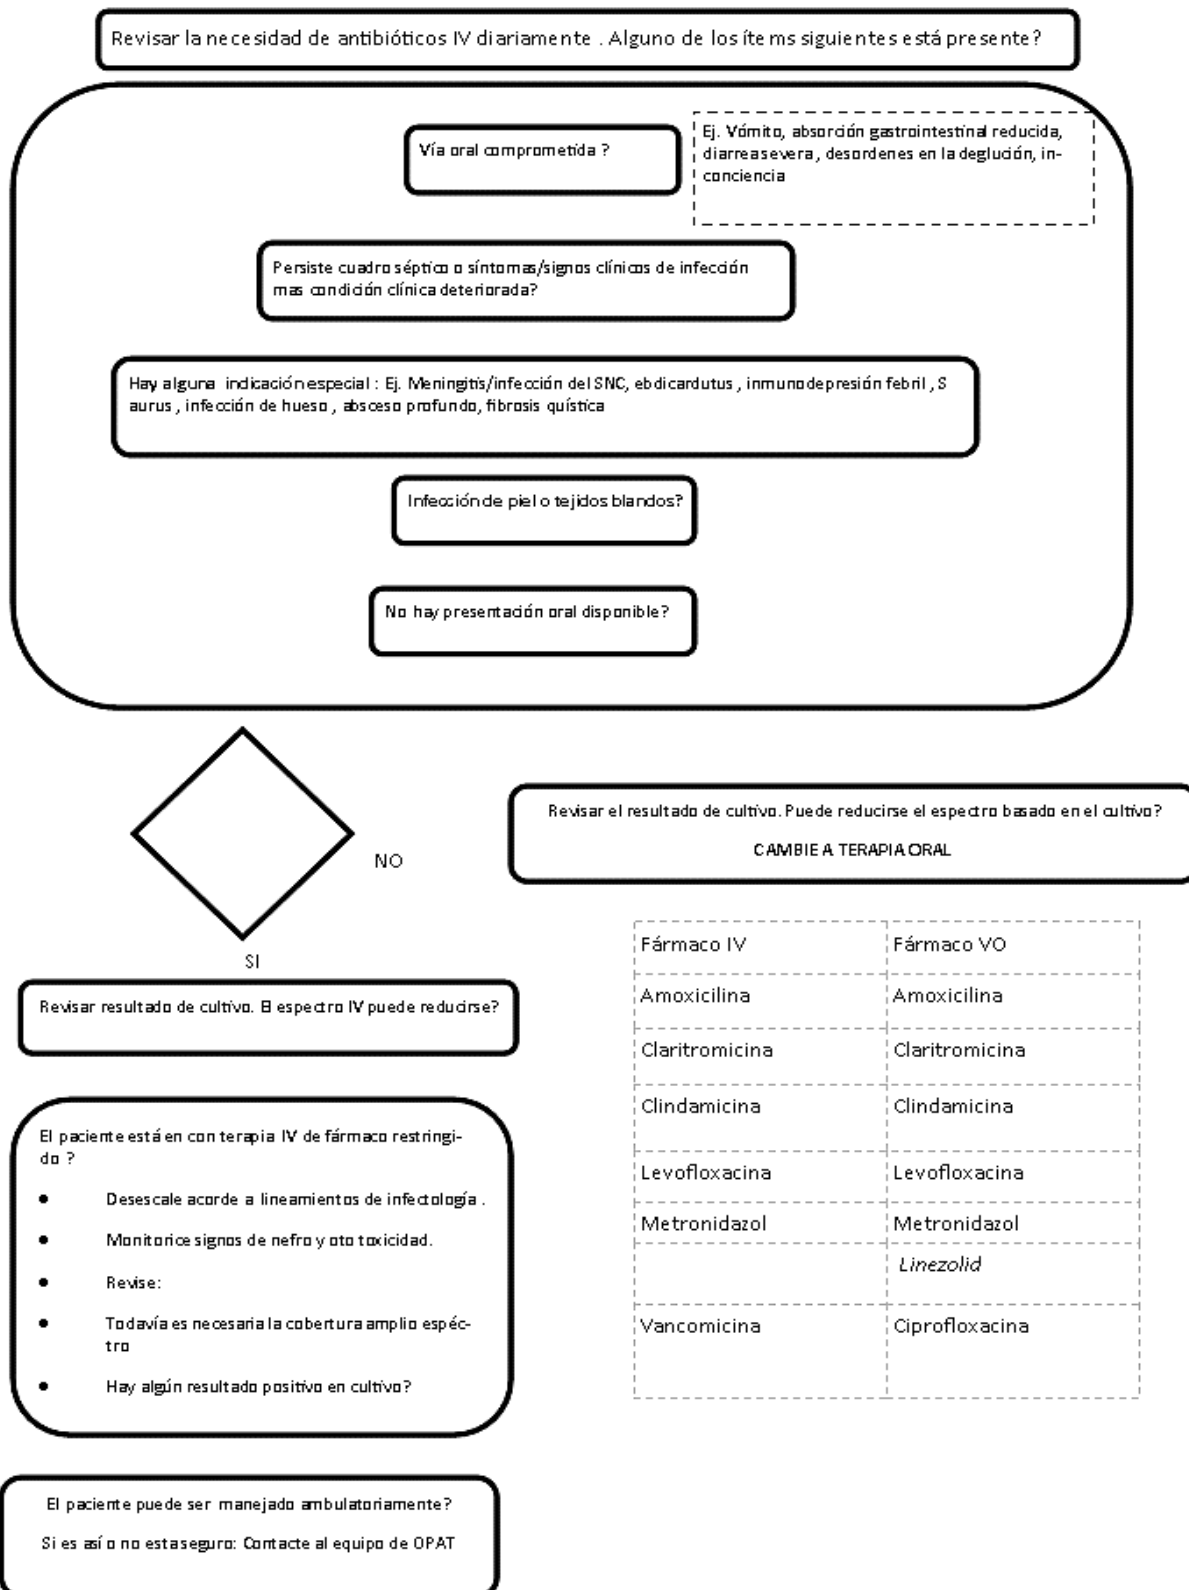 Revisar la necesidad de antibióticos IV diariamente . Alguno de los ítems siguientes está presente?
Vía oral comprometida ?
Ej. Vómito, absorción gastrointestinal reducida,
diarrea severa , desordenes en la deglución, in-
conciencia
Persiste cuadro séptico o síntomas/signos clínicos de infección
mas condición clínica deteriorada?
Hay alguna indicación especial : Ej. Meningitis/infección del SNC, ebdicardutus , inmunodepresión febril , S
aurus , infección de hueso , absceso profundo, fibrosis quística
Infección de piel o tejidos blandos?
No hay presentación oral disponible?
NO
SI
Revisar el resultado de cultivo. Puede reducirse el espectro basado en el cultivo?
CAMBIE A TERAPIA ORAL
Revisar resultado de cultivo. El espectro IV puede reducirse?
El paciente está en con terapia IV de fármaco restringi-
do ?
● Desescale acorde a lineamientos de infectología .
● Monitorice signos de nefro y oto toxicidad.
● Revise:
● Todavía es necesaria la cobertura amplio espéc-
tro
● Hay algún resultado positivo en cultivo?
El paciente puede ser manejado ambulatoriamente?
Si es así o no esta seguro: Contacte al equipo de OPAT
Fármaco IV Fármaco VO
Amoxicilina Amoxicilina
Claritromicina Claritromicina
Clindamicina Clindamicina
Levofloxacina Levofloxacina
Metronidazol Metronidazol
Linezolid
Vancomicina Ciprofloxacina